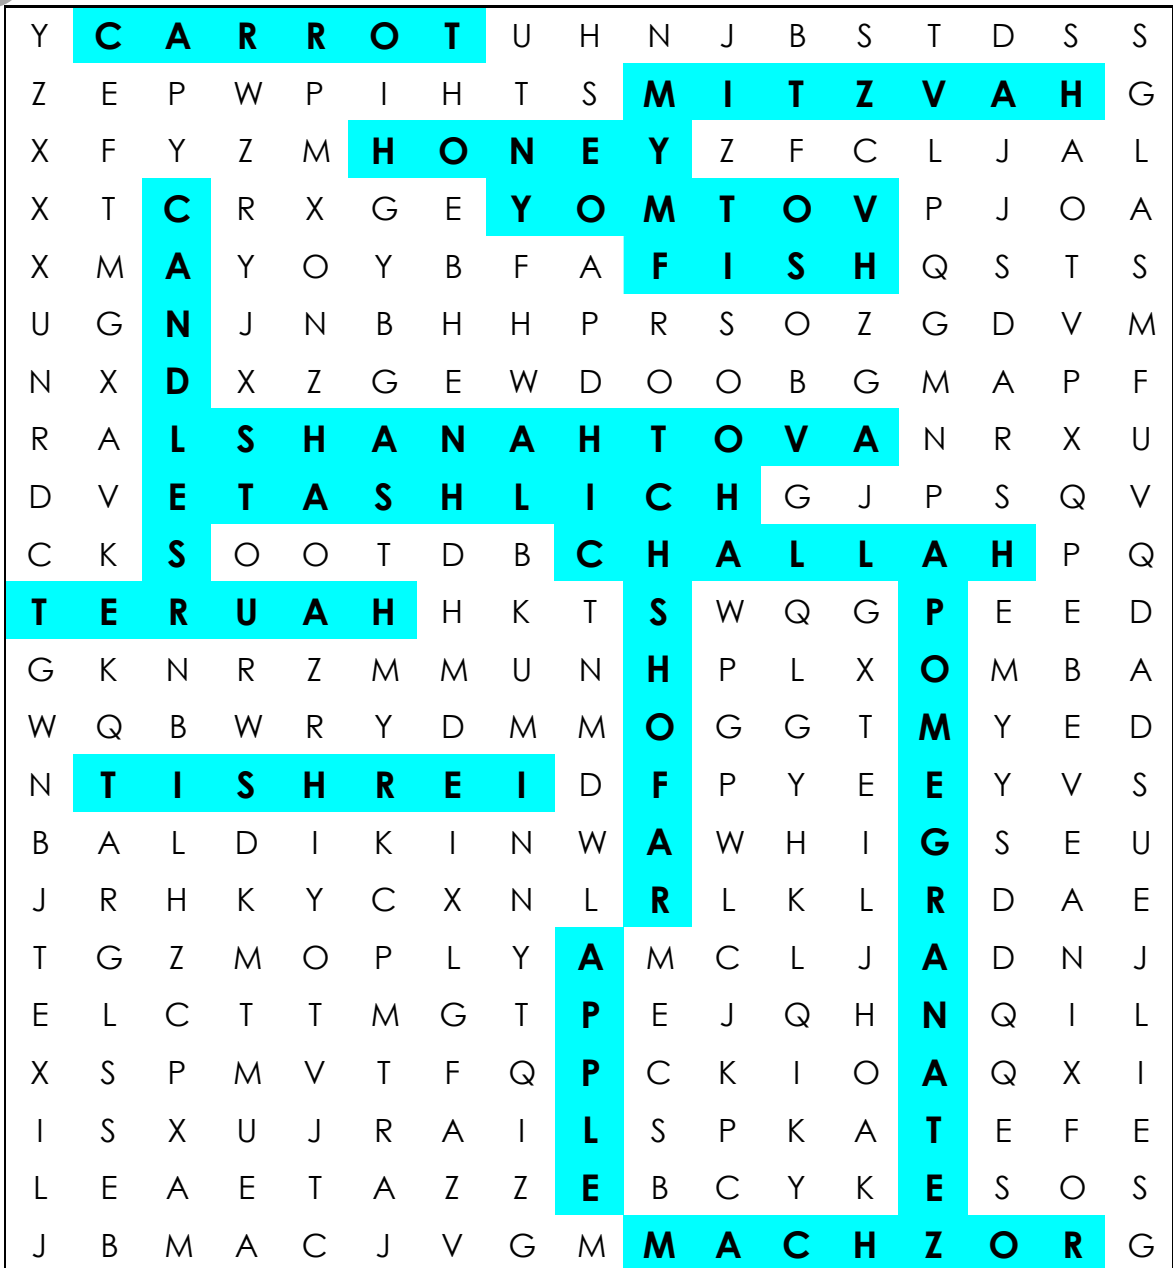 Y C A R R O T U H N J B S T D S S
Z E P W P I H T S M I T Z V A H G
X F Y Z M H O N E Y Z F C L J A L
X T C R X G E Y O M T O V P J O A
X M A Y O Y B F A F I S H Q S T S
U G N J N B H H P R S O Z G D V M
N X D X Z G E W D O O B G M A P F
R A L S H A N A H T O V A N R X U
D V E T A S H L I C H G J P S Q V
C K S O O T D B C H A L L A H P Q
T E R U A H H K T S W Q G P E E D
G K N R Z M M U N H P L X O M B A
W Q B W R Y D M M O G G T M Y E D
N T I S H R E I D F P Y E E Y V S
B A L D I K I N W A W H I G S E U
J R H K Y C X N L R L K L R D A E
T G Z M O P L Y A M C L J A D N J
E L C T T M G T P E J Q H N Q I L
X S P M V T F Q P C K I O A Q X I
I S X U J R A I L S P K A T E F E
L E A E T A Z Z E B C Y K E S O S
J B M A C J V G M M A C H Z O R G